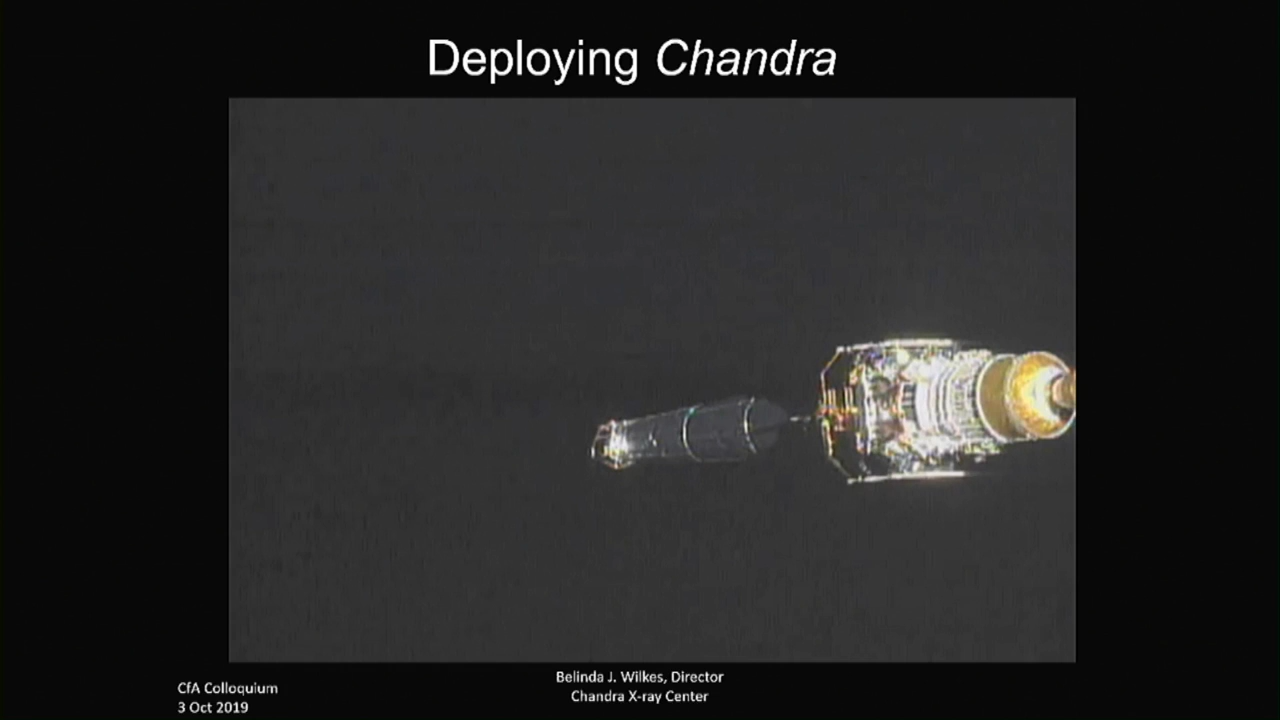 Deploying Chandra
Belinda J. Wilkes, Director
Chandra X-ray Center
CfA Colloquium
3 Oct 2019